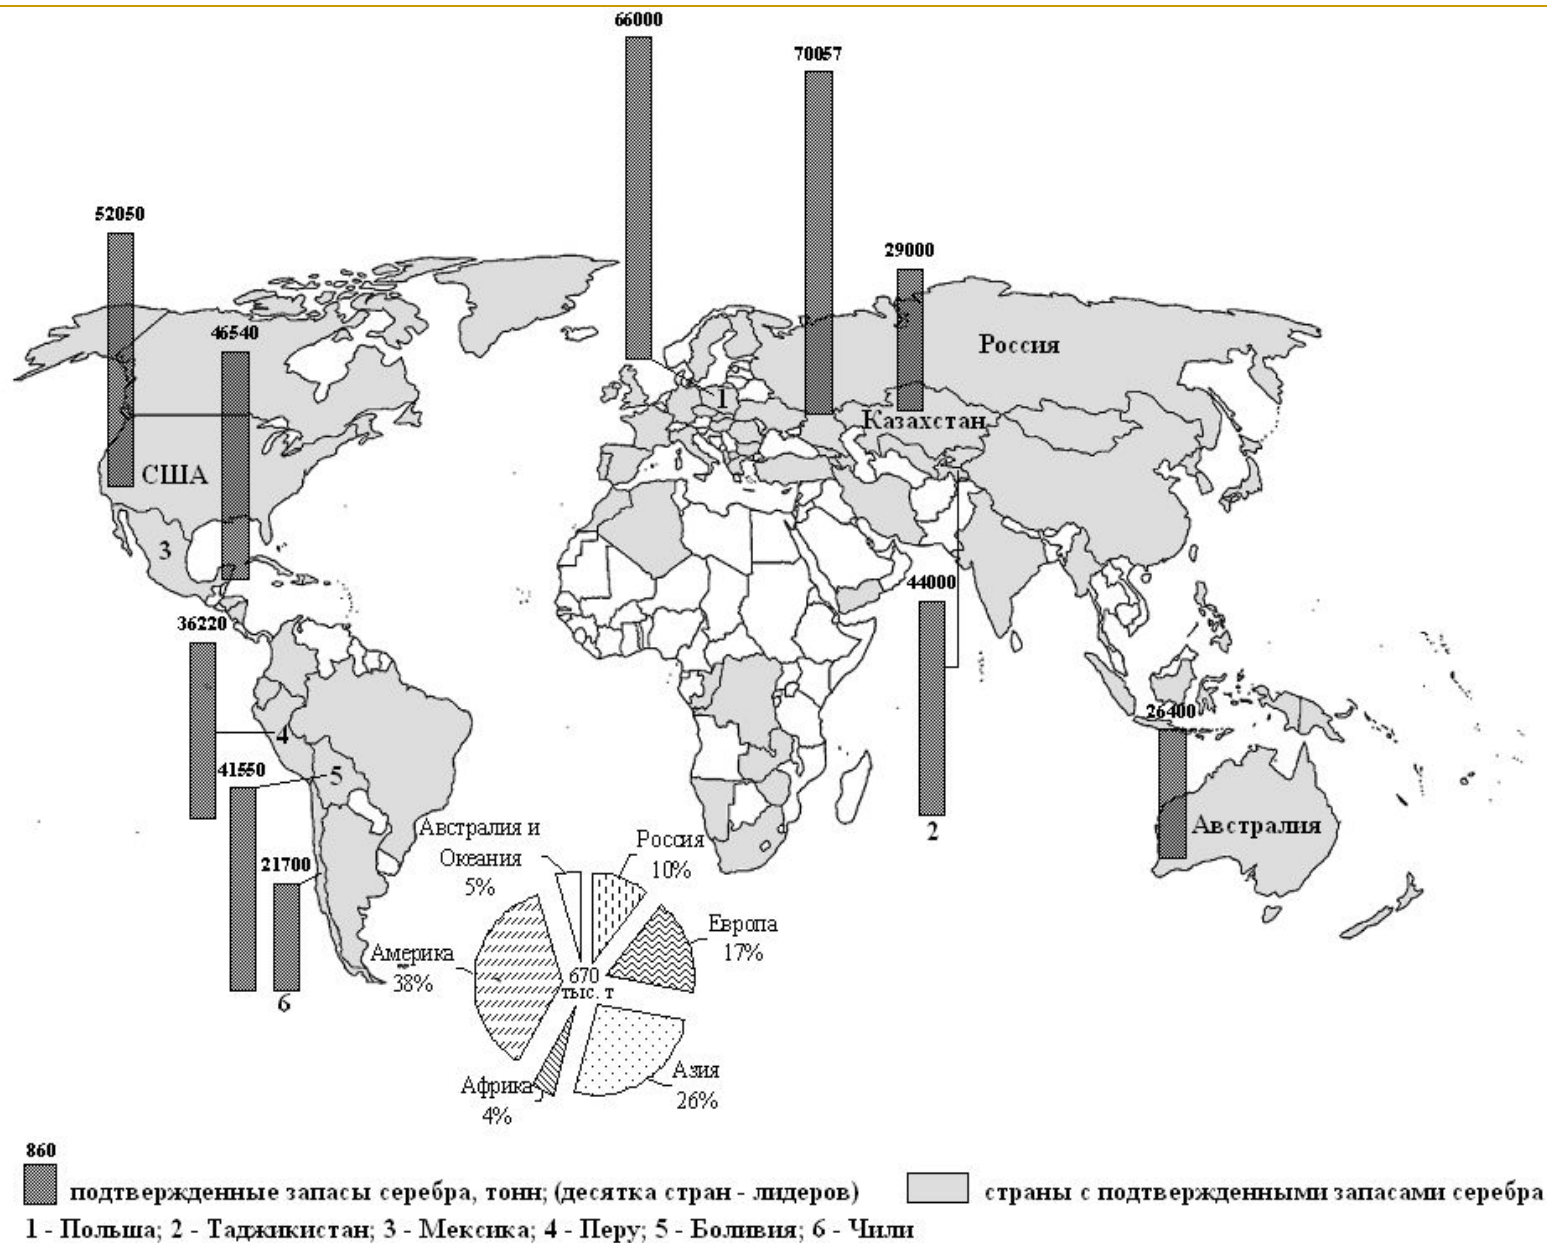 66000
70057
52050
29000
46540
Россия
1
Казахстан
США
3
44000
36220
26400
4
41550
5
2
Австралия
21700
6
Австралия и
Океания
5%
Россия
10%
Европа
17%
Америка
38%
670
тыс. т
Азия
26%
Африка
4%
860
подтвержденные запасы серебра, тонн; (десятка стран - лидеров)
страны с подтвержденными запасами серебра
1 - Польша; 2 - Таджикистан; 3 - Мексика; 4 - Перу; 5 - Боливия; 6 - Чили